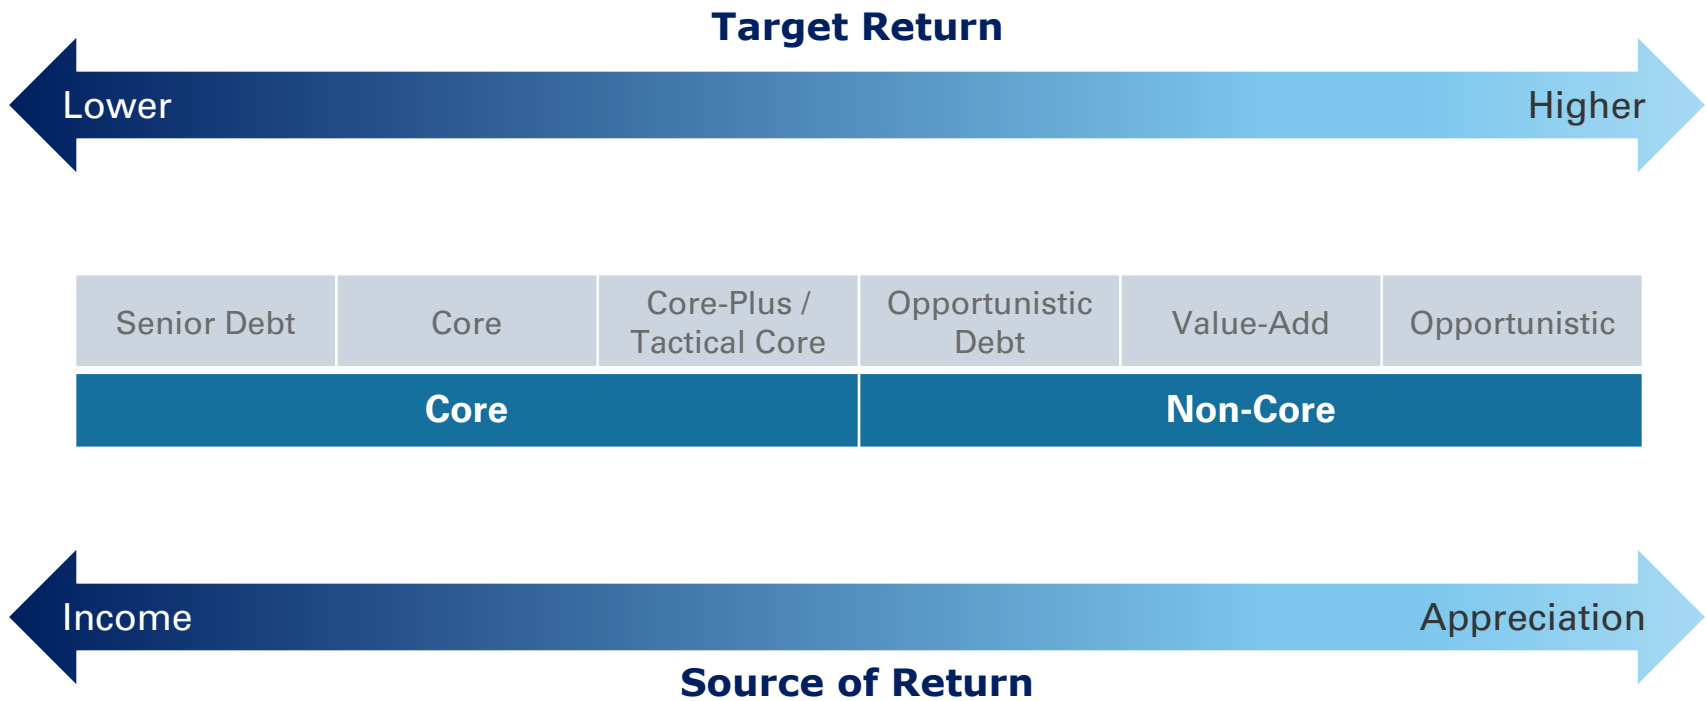 Target Return
Lower
Higher
Senior Debt
Core
Core-Plus /
Tactical Core
Opportunistic
Debt
Value-Add
Opportunistic
Core
Non-Core
Income
Appreciation
Source of Return